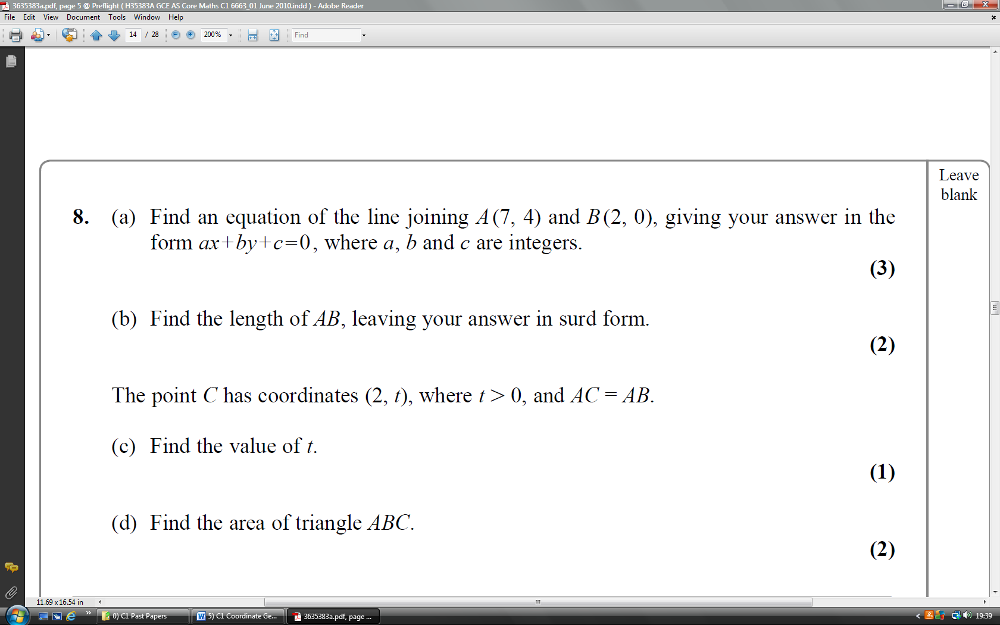 3635383a.pdf, page 5 @ Preflight ( H35383A GCE AS Core Maths C1 6663_01 June 2010.indd ) - Adobe Reader
File Edit View Document Tools Window Help
14 / 28 200% Find
Leave
blank
8. (a) Find an equation of the line joining A(7, 4) and B(2, 0), giving your answer in the
form ax+by+c=0, where a, b and c are integers.
(3)
(b) Find the length of AB, leaving your answer in surd form.
(2)
The point C has coordinates (2, t), where t > 0, and AC = AB.
(c) Find the value of t.
(1)
(d) Find the area of triangle ABC.
(2)
11.69 x 16.54 in
0) C1 Past Papers 5) C1 Coordinate Ge... 3635383a.pdf, page ... 19:39